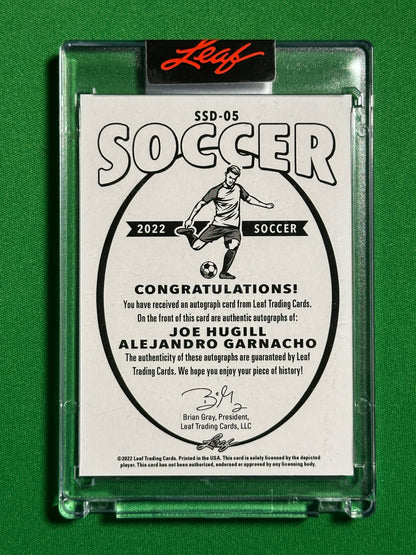 Leaf
SSD-05
SOCCER
2022 SOCCER
CONGRATULATIONS!
You have received an autograph card from Leaf Trading Cards.
On the front of this card are authentic autographs of:
JOE HUGILL
ALEJANDRO GARNACHO
The authenticity of these autographs are guaranteed by Leaf
Trading Cards. We hope you enjoy your piece of history!
Brian Gray, President,
Leaf Trading Cards, LLC
Leaf
©2022 Leaf Trading Cards. Printed in the USA. This card is solely licensed by the depicted
player. This card has not been authorized, endorsed or approved by any licensing body.